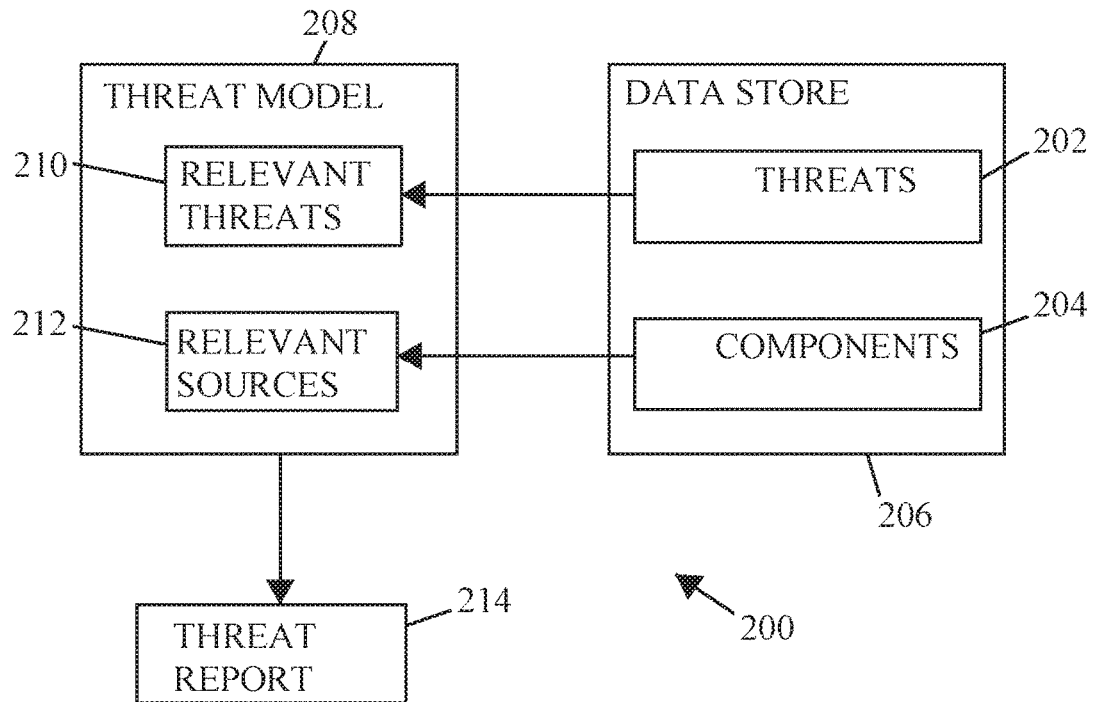 208
THREAT MODEL
DATA STORE
210
RELEVANT
THREATS
THREATS
202
212
RELEVANT
SOURCES
COMPONENTS
204
206
214
THREAT
REPORT
200